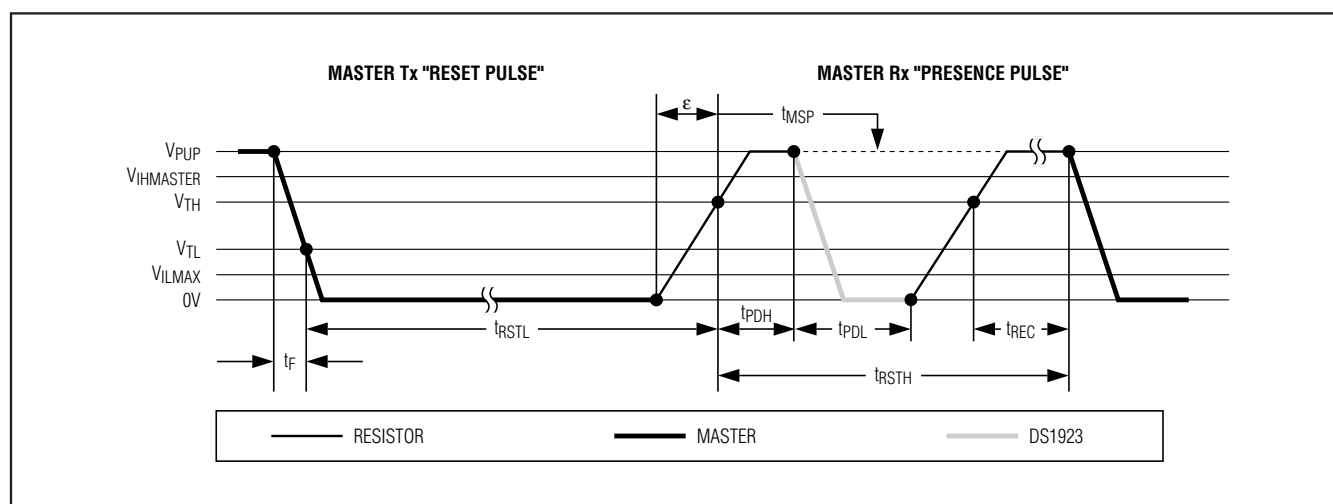 MASTER Tx "RESET PULSE" MASTER Rx "PRESENCE PULSE"
ε
tMSP
VPUP
VIHMASTER
VTH
VTL
VILMAX
0V
tRSTL tPDH tPDL tREC
tF tRSTH
RESISTOR MASTER DS1923